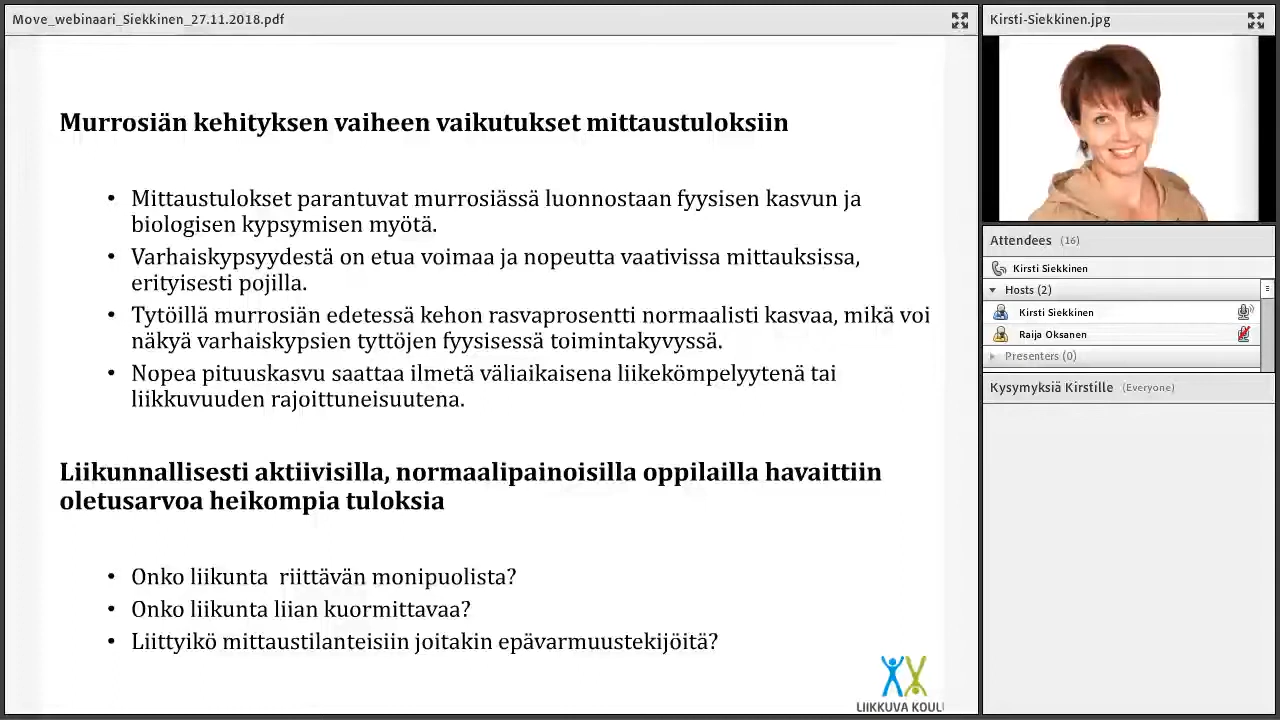 Move_webinaari_Siekkinen_27.11.2018.pdf
Murrosiän kehityksen vaiheen vaikutukset mittaustuloksiin
• Mittaustulokset parantuvat murrosiässä luonnostaan fyysisen kasvun ja
biologisen kypsymisen myötä.
• Varhaiskypsyydestä on etua voimaa ja nopeutta vaativissa mittauksissa,
erityisesti pojilla.
• Tytöillä murrosiän edetessä kehon rasvaprosentti normaalisti kasvaa, mikä voi
näkyä varhaiskypsien tyttöjen fyysisessä toimintakyvyssä.
• Nopea pituuskasvu saattaa ilmetä väliaikaisena liikekömpelyytenä tai
liikkuvuuden rajoittuneisuutena.
Liikunnallisesti aktiivisilla, normaalipainoisilla oppilailla havaittiin
oletusarvoa heikompia tuloksia
• Onko liikunta  riittävän monipuolista?
• Onko liikunta liian kuormittavaa?
• Liittyikö mittaustilanteisiin joitakin epävarmuustekijöitä?
LIIKKUVA KOUL
Kirsti-Siekkinen.jpg
Attendees (16)
Kirsti Siekkinen
Hosts (2)
Kirsti Siekkinen
Raija Oksanen
Presenters (0)
Kysymyksiä Kirstille (Everyone)